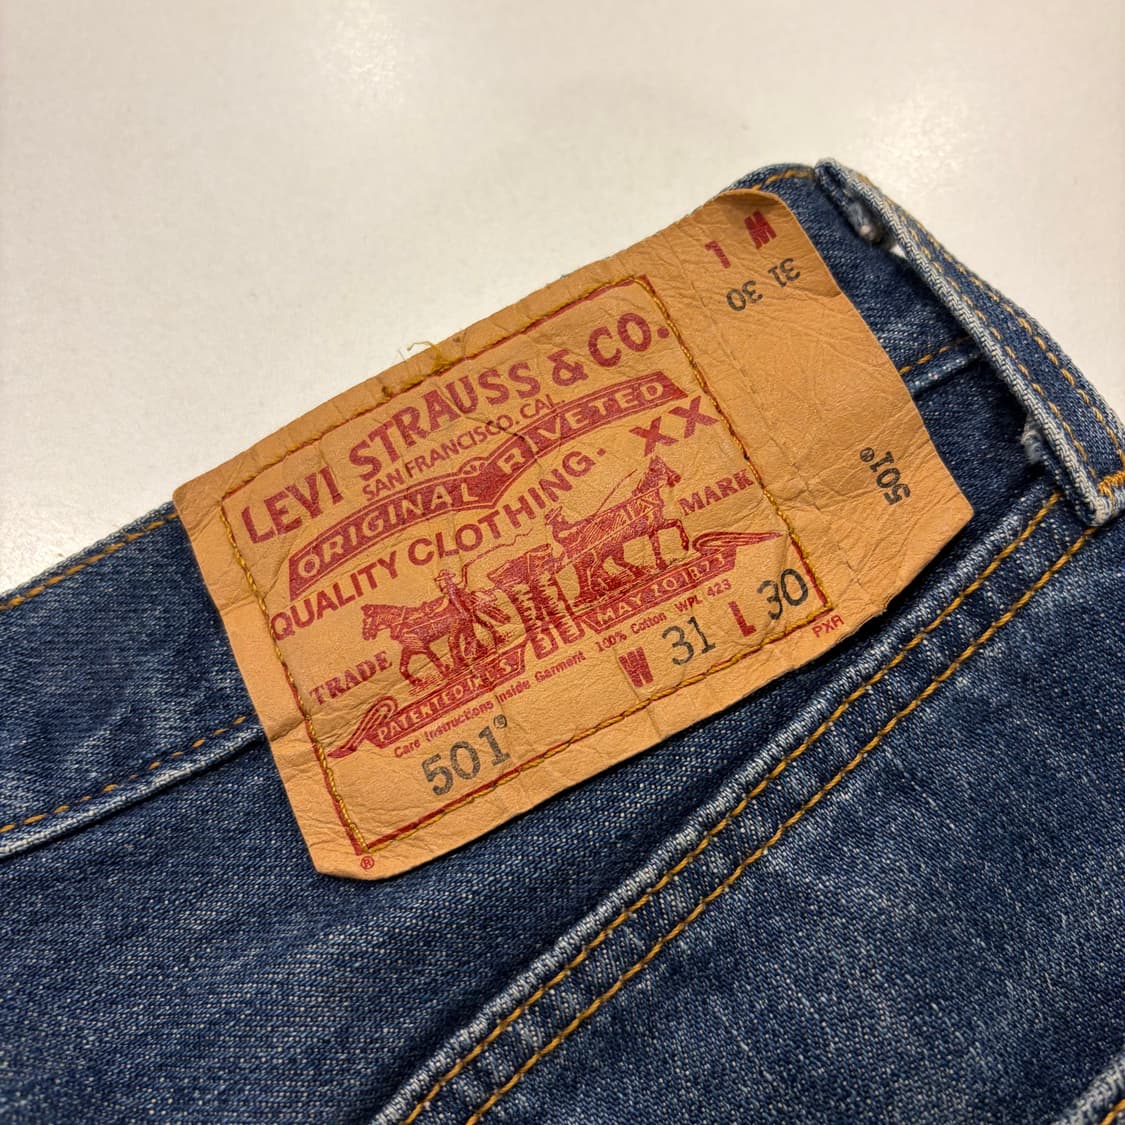 LEVI STRAUSS & CO.
SAN FRANCISCO, CAL.
ORIGINAL RIVETED
QUALITY CLOTHING. XX
TRADE MARK
PATENTED IN U.S. MAY 20 1873
Care Instructions Inside Garment 100% Cotton WPL 423
501® W 31 L 30
® PXR
W L
31 30
501®